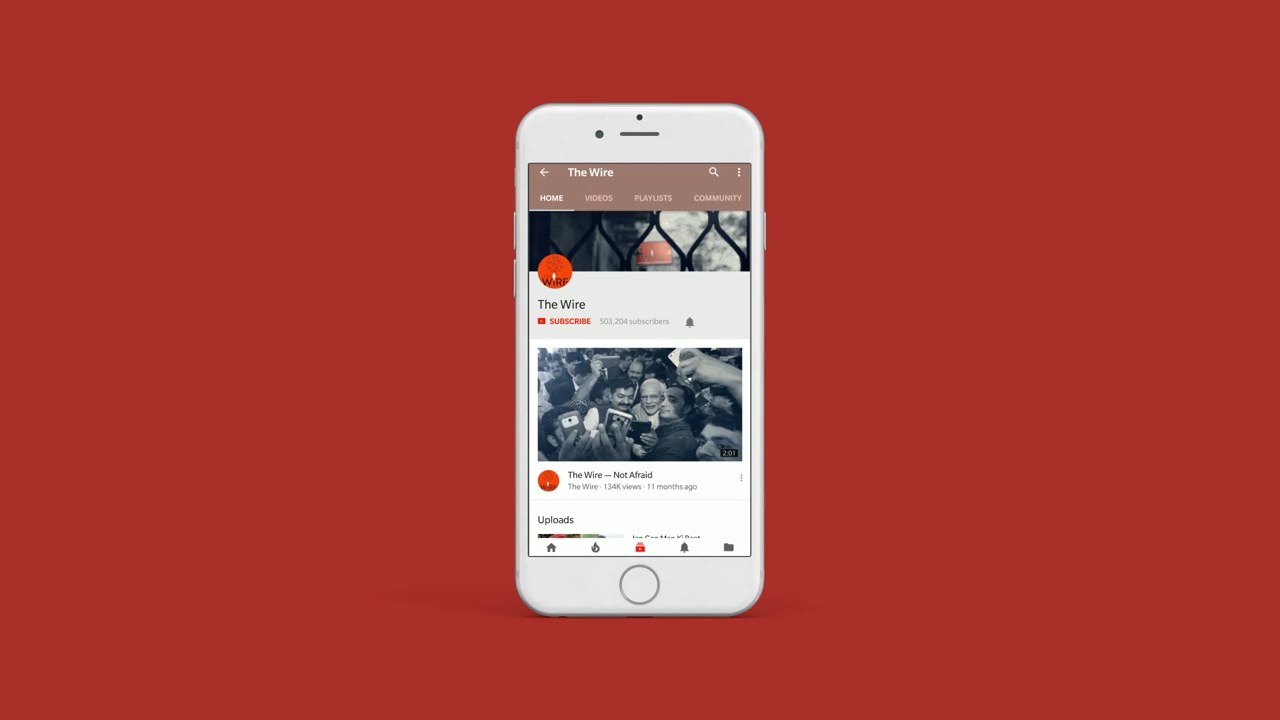 The Wire
HOME VIDEOS PLAYLISTS COMMUNITY
WIRE
The Wire
SUBSCRIBE 503,204 subscribers
2:01
The Wire — Not Afraid
The Wire · 134K views · 11 months ago
Uploads